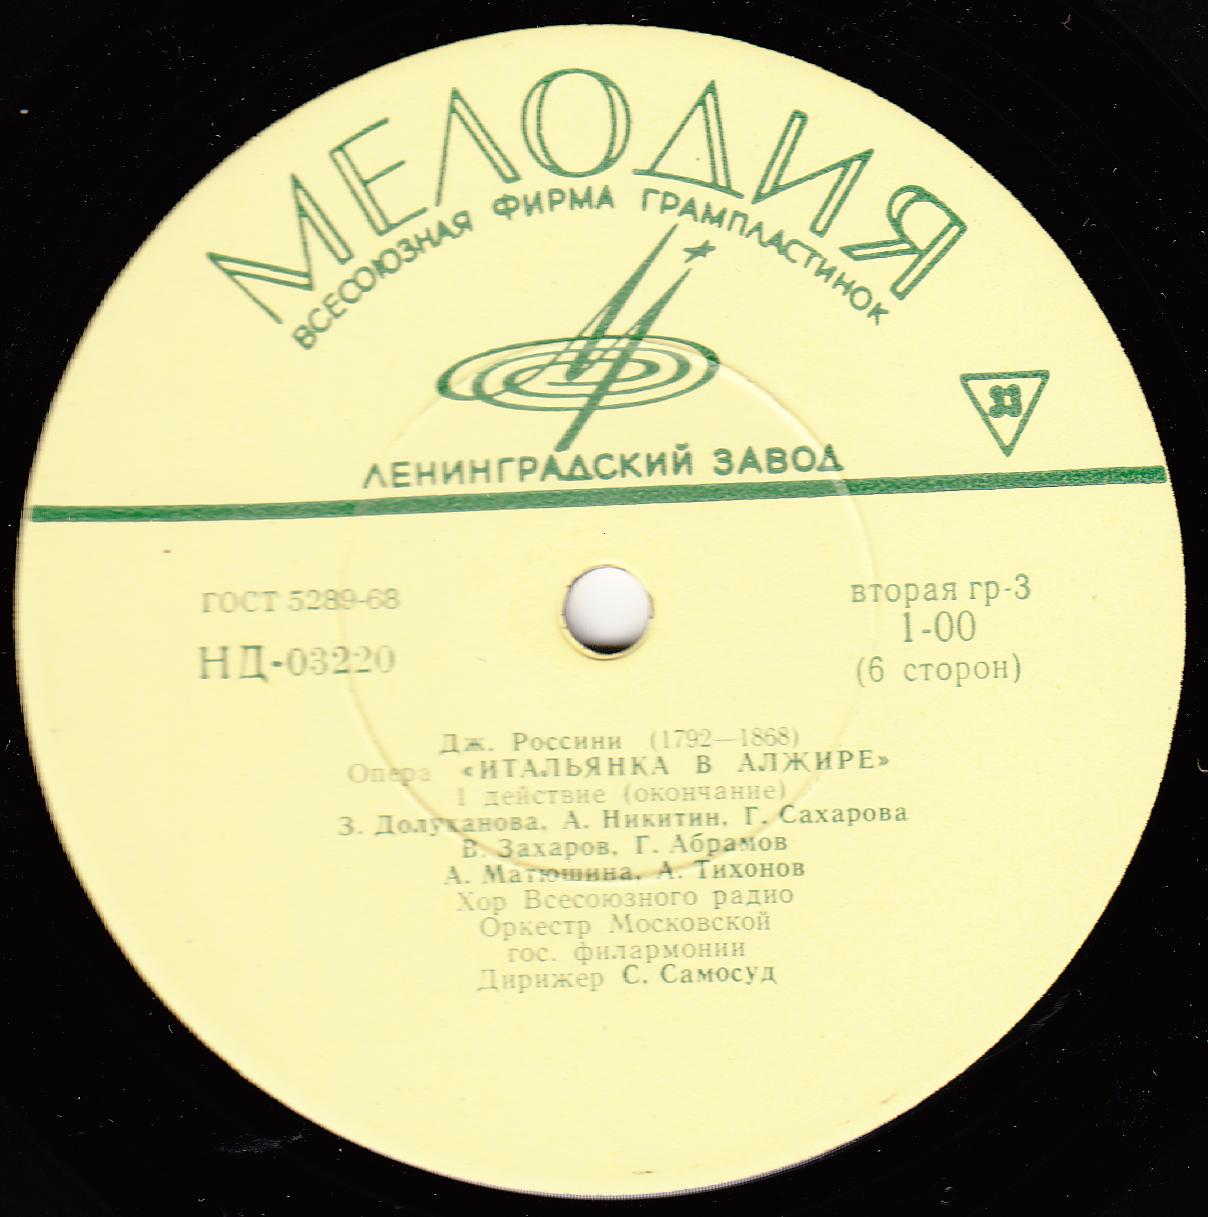 МЕЛОДИЯ
ВСЕСОЮЗНАЯ ФИРМА ГРАМПЛАСТИНОК
ЛЕНИНГРАДСКИЙ ЗАВОД
ГОСТ 5289-68
НД-03220
вторая гр-3
1-00
(6 сторон)
Дж. Россини (1792—1868)
Опера «ИТАЛЬЯНКА В АЛЖИРЕ»
1 действие (окончание)
З. Долуханова, А. Никитин, Г. Сахарова
В. Захаров, Г. Абрамов
А. Матюшина, А. Тихонов
Хор Всесоюзного радио
Оркестр Московской
гос. филармонии
Дирижер С. Самосуд